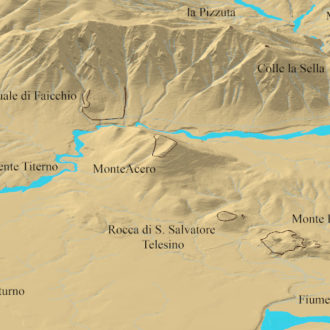 la Pizzuta
Colle la Sella
uale di Faicchio
ente Titerno
MonteAcero
Rocca di S. Salvatore
Telesino
Monte
turno
Fiume